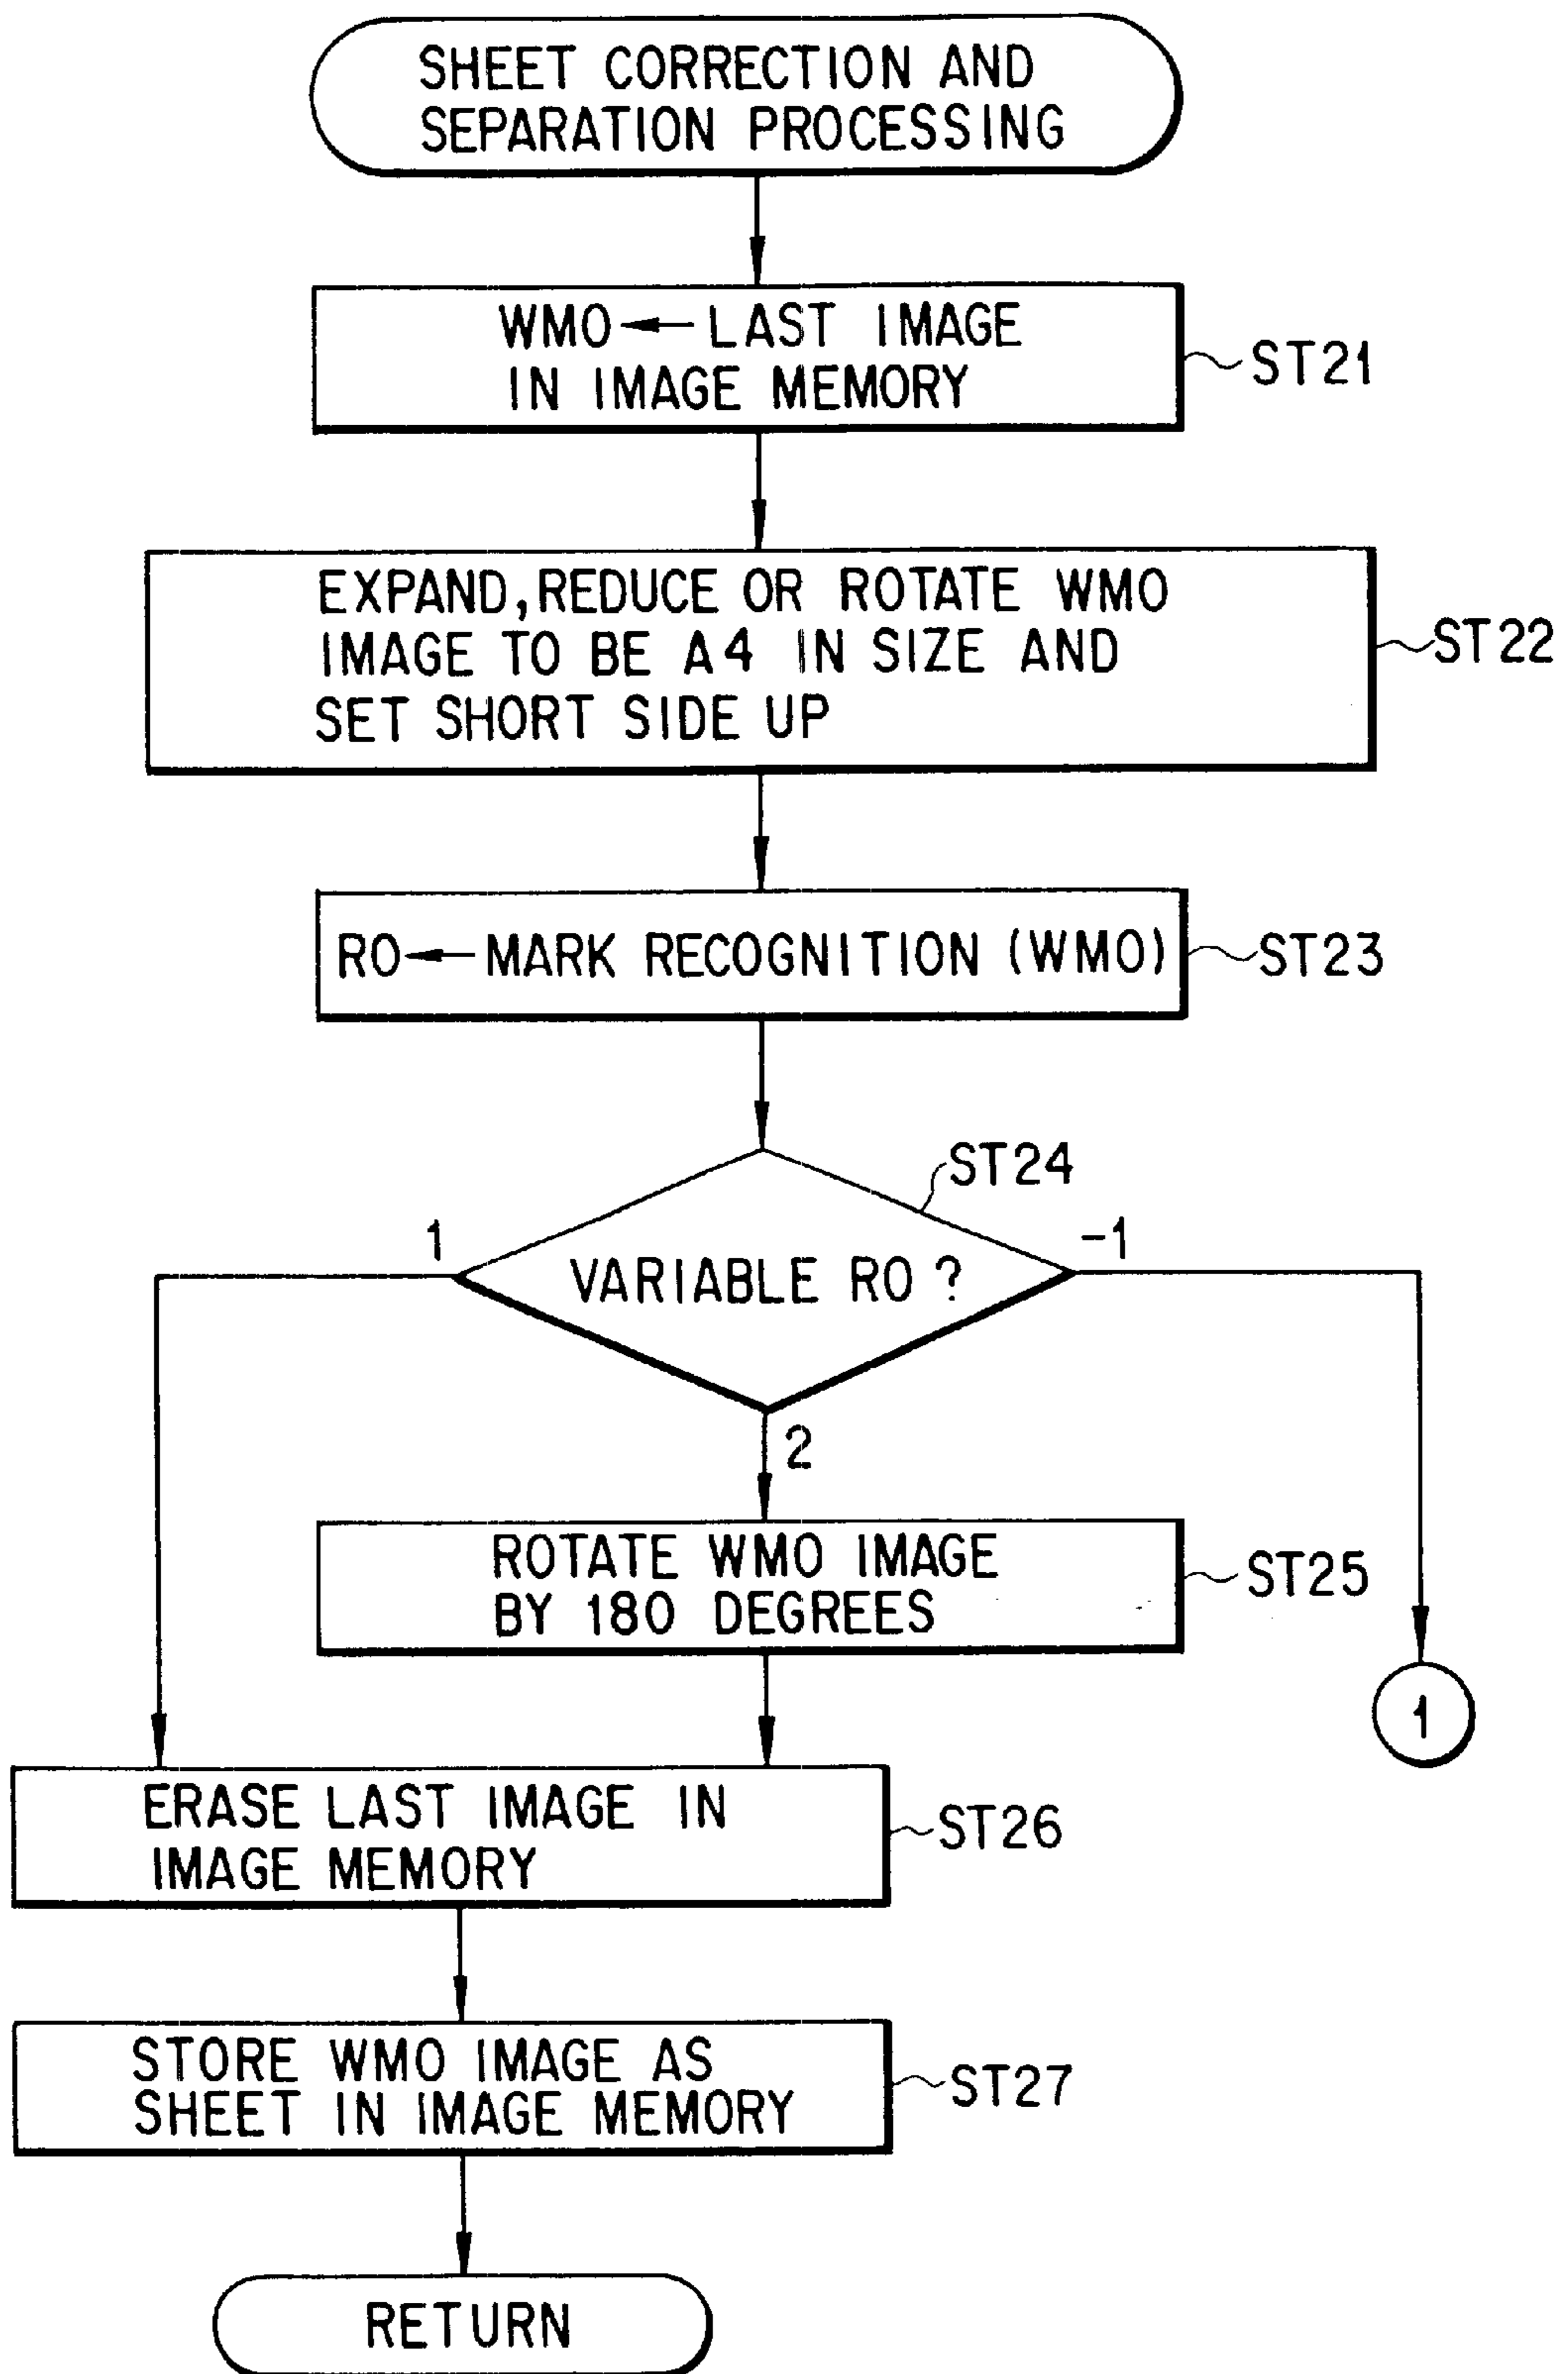 SHEET CORRECTION AND
SEPARATION PROCESSING
WMO ← LAST IMAGE
IN IMAGE MEMORY
ST21
EXPAND, REDUCE OR ROTATE WMO
IMAGE TO BE A4 IN SIZE AND
SET SHORT SIDE UP
ST22
RO ← MARK RECOGNITION (WMO)
ST23
ST24
1
VARIABLE RO ?
-1
2
ROTATE WMO IMAGE
BY 180 DEGREES
ST25
1
ERASE LAST IMAGE IN
IMAGE MEMORY
ST26
STORE WMO IMAGE AS
SHEET IN IMAGE MEMORY
ST27
RETURN